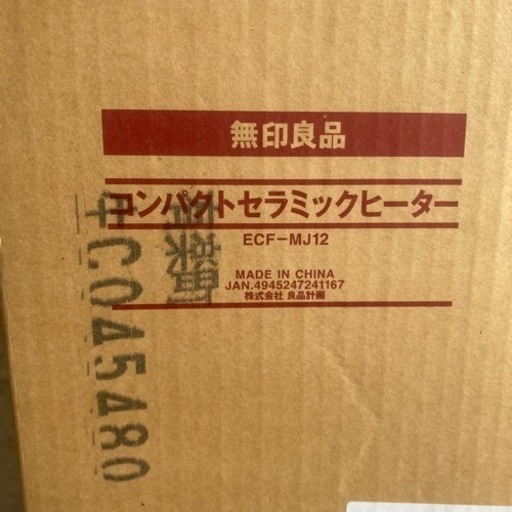 無印良品
コンパクトセラミックヒーター
ECF-MJ12
MADE IN CHINA
JAN.4945247241167
株式会社 良品計画
4C045480